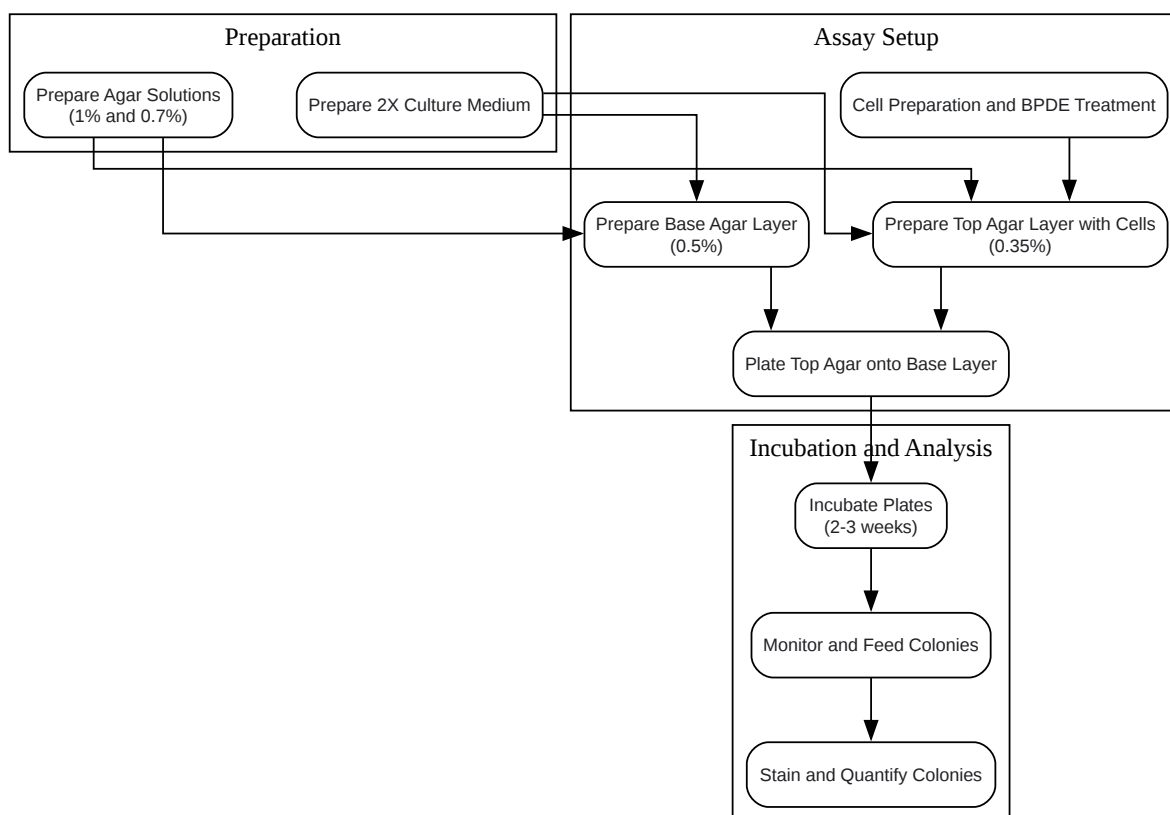 Preparation
Prepare Agar Solutions
(1% and 0.7%)
Prepare 2X Culture Medium
Assay Setup
Cell Preparation and BPDE Treatment
Prepare Base Agar Layer
(0.5%)
Prepare Top Agar Layer with Cells
(0.35%)
Plate Top Agar onto Base Layer
Incubation and Analysis
Incubate Plates
(2-3 weeks)
Monitor and Feed Colonies
Stain and Quantify Colonies